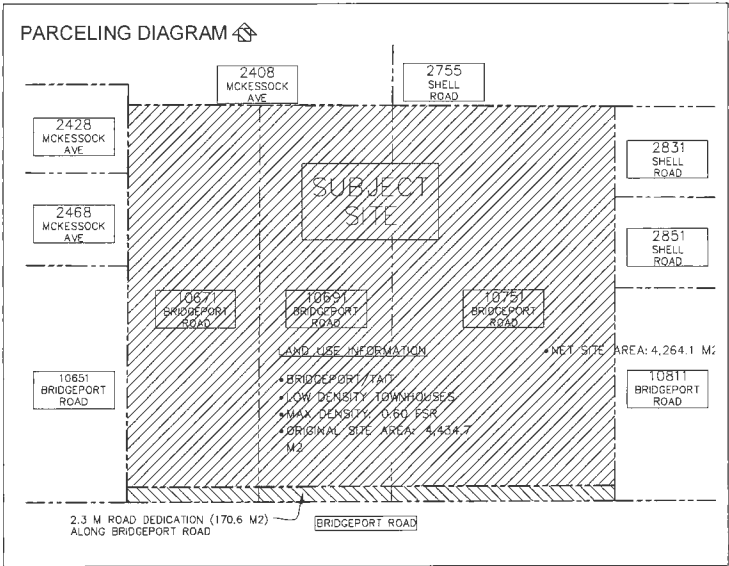 PARCELING DIAGRAM
2408
MCKESSOCK
AVE
2755
SHELL
ROAD
2428
MCKESSOCK
AVE
2831
SHELL
ROAD
SUBJECT
SITE
2468
MCKESSOCK
AVE
2851
SHELL
ROAD
10671
BRIDGEPORT
ROAD
10691
BRIDGEPORT
ROAD
10751
BRIDGEPORT
ROAD
LAND USE INFORMATION
•NET SITE AREA: 4,264.1 M2
•BRIDGEPORT/TAIT
•LOW DENSITY TOWNHOUSES
•MAX DENSITY: 0.60 FSR
•ORIGINAL SITE AREA: 4,434.7
M2
10651
BRIDGEPORT
ROAD
10811
BRIDGEPORT
ROAD
2.3 M ROAD DEDICATION (170.6 M2)
ALONG BRIDGEPORT ROAD
BRIDGEPORT ROAD